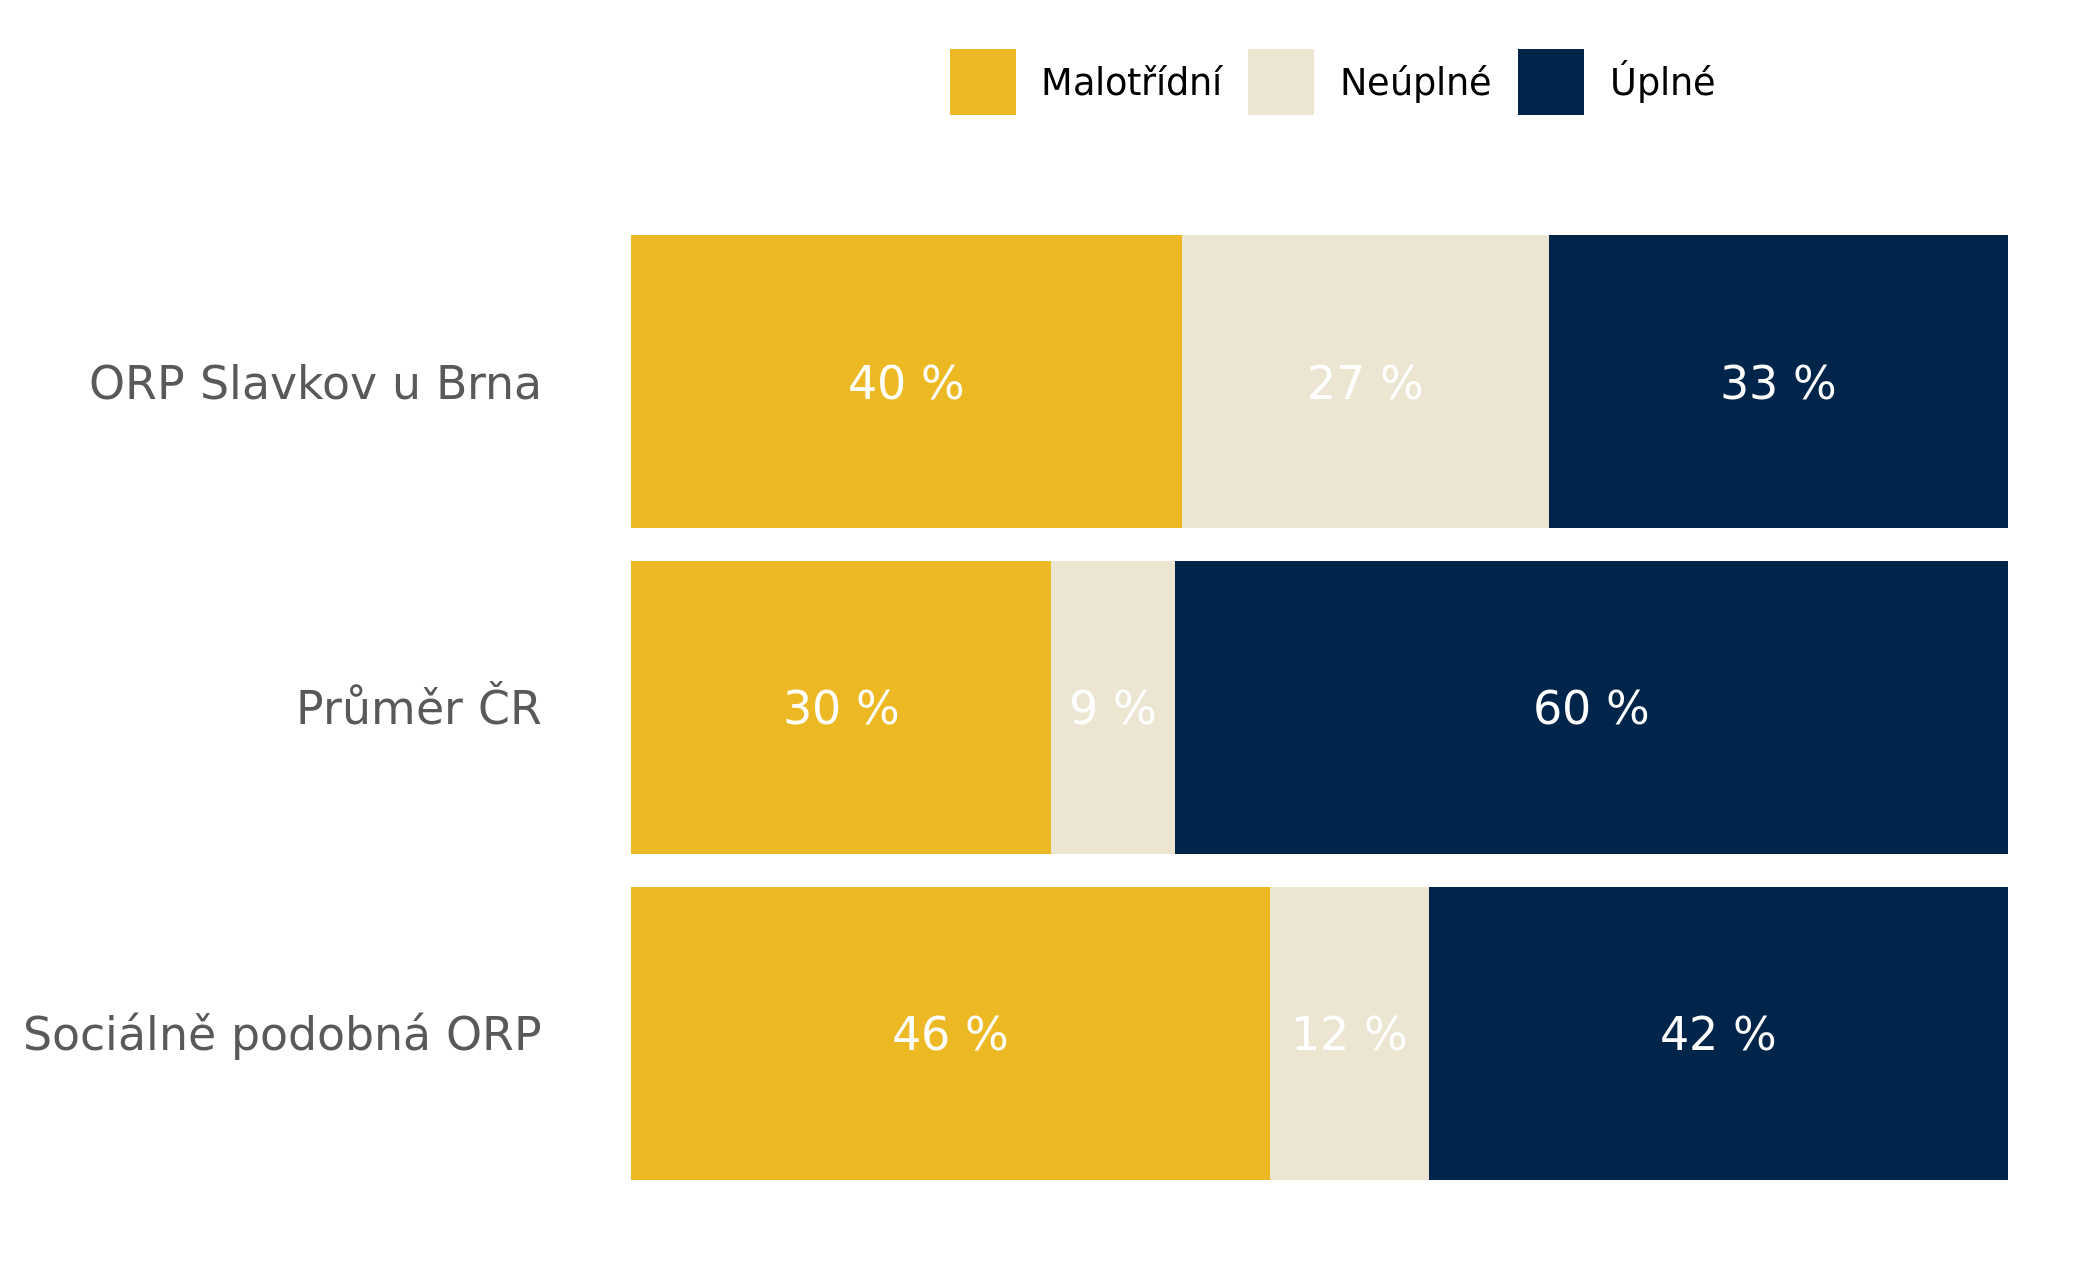 Malotřídní Neúplné Úplné
ORP Slavkov u Brna 40 % 27 % 33 %
Průměr ČR 30 % 9 % 60 %
Sociálně podobná ORP 46 % 12 % 42 %